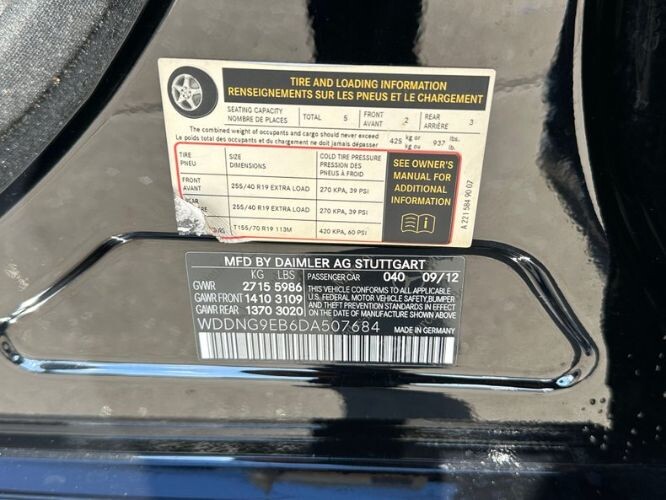 TIRE AND LOADING INFORMATION
RENSEIGNEMENTS SUR LES PNEUS ET LE CHARGEMENT
SEATING CAPACITY NOMBRE DE PLACES TOTAL 5 FRONT AVANT 2 REAR ARRIÈRE 3
The combined weight of occupants and cargo should never exceed 425 kg or 937 lbs.
Le poids total des occupants et du chargement ne doit jamais dépasser kg ou lb.
TIRE PNEU SIZE DIMENSIONS COLD TIRE PRESSURE PRESSION DES PNEUS À FROID
FRONT AVANT 255/40 R19 EXTRA LOAD 270 KPA, 39 PSI
REAR 255/40 R19 EXTRA LOAD 270 KPA, 39 PSI
T155/70 R19 113M 420 KPA, 60 PSI
SEE OWNER'S
MANUAL FOR
ADDITIONAL
INFORMATION
A 221 584 90 07
MFD BY DAIMLER AG STUTTGART
KG LBS PASSENGER CAR 040 09/12
GVWR 2715 5986
GAWR FRONT 1410 3109
GAWR REAR 1370 3020
THIS VEHICLE CONFORMS TO ALL APPLICABLE
U.S. FEDERAL MOTOR VEHICLE SAFETY, BUMPER
AND THEFT PREVENTION STANDARDS IN EFFECT
ON THE DATE OF MANUFACTURE SHOWN ABOVE
WDDNG9EB6DA507684 MADE IN GERMANY